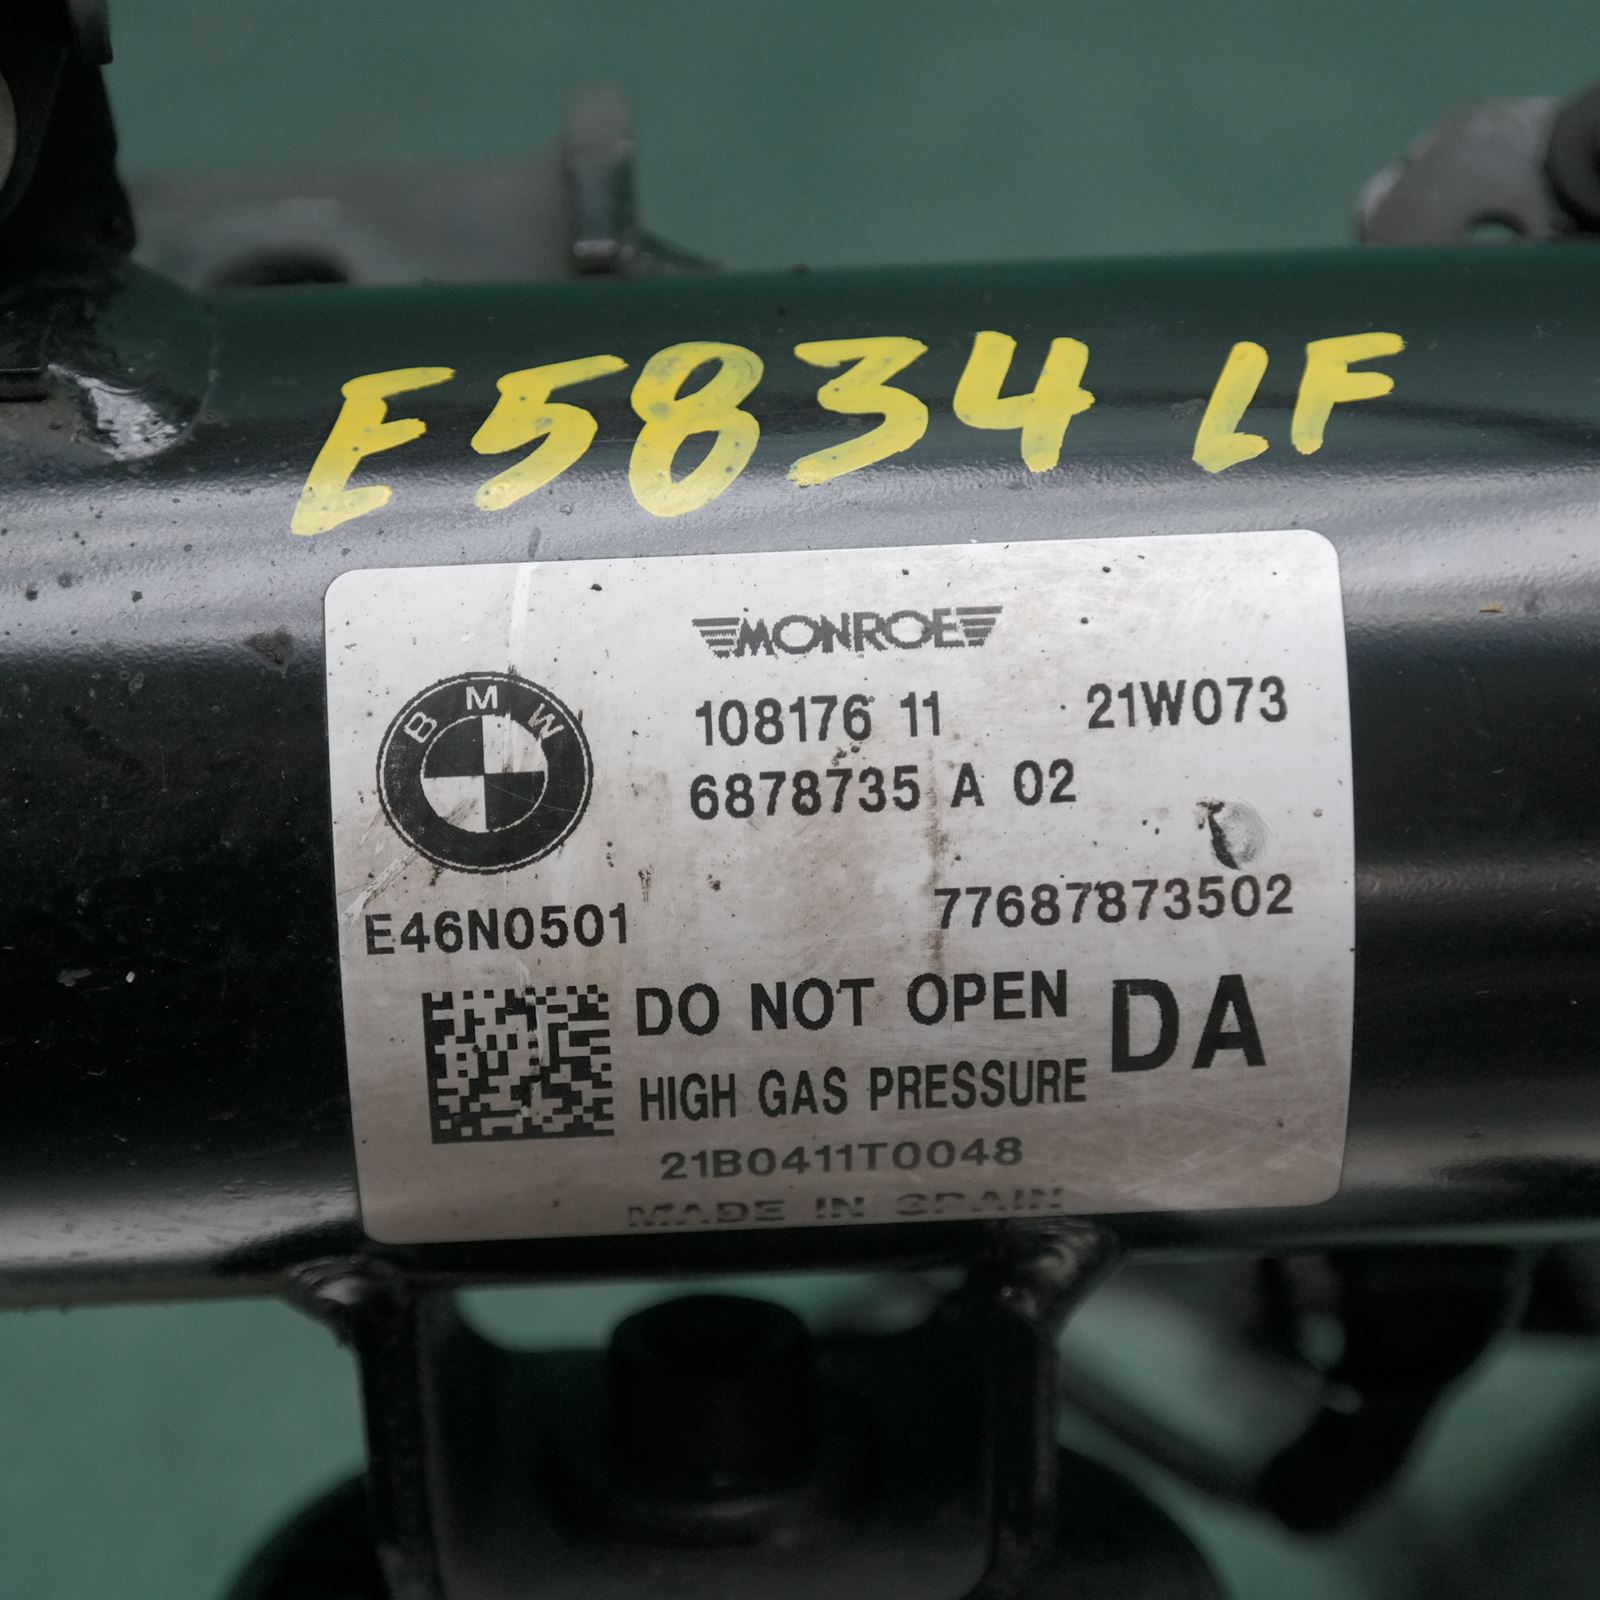 E5834 LF
MONROE
BMW
108176 11 21W073
6878735 A 02
E46N0501 77687873502
DO NOT OPEN DA
HIGH GAS PRESSURE
21B0411T0048
MADE IN SPAIN